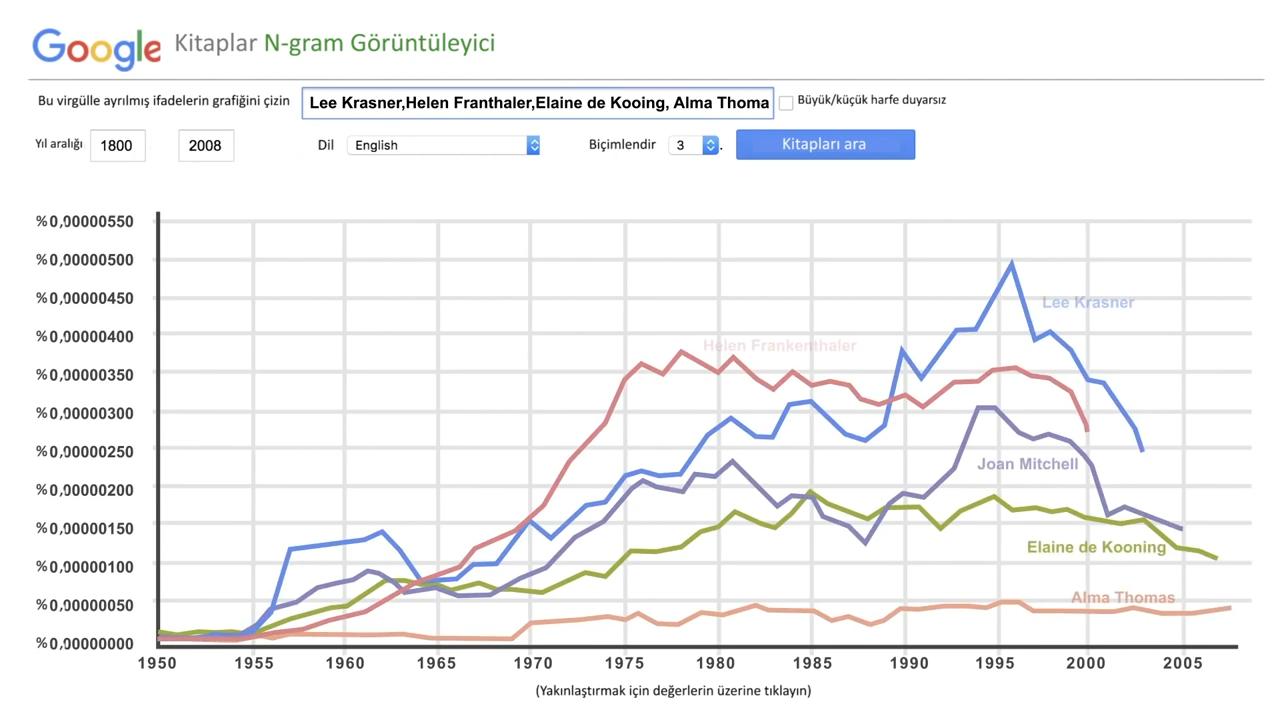 Google Kitaplar N-gram Görüntüleyici
Bu virgülle ayrılmış ifadelerin grafiğini çizin Lee Krasner,Helen Franthaler,Elaine de Kooing, Alma Thoma Büyük/küçük harfe duyarsız
Yıl aralığı 1800 2008 Dil English Biçimlendir 3 . Kitapları ara
%0,00000550
%0,00000500
%0,00000450
Lee Krasner
%0,00000400
Helen Frankenthaler
%0,00000350
%0,00000300
%0,00000250
Joan Mitchell
%0,00000200
%0,00000150
Elaine de Kooning
%0,00000100
%0,00000050
Alma Thomas
%0,00000000
1950 1955 1960 1965 1970 1975 1980 1985 1990 1995 2000 2005
(Yakınlaştırmak için değerlerin üzerine tıklayın)